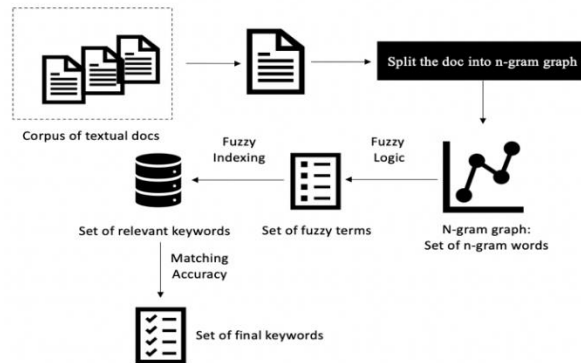 Split the doc into n-gram graph
Corpus of textual docs
Fuzzy
Indexing
Fuzzy
Logic
Set of relevant keywords
Set of fuzzy terms
N-gram graph:
Set of n-gram words
Matching
Accuracy
Set of final keywords